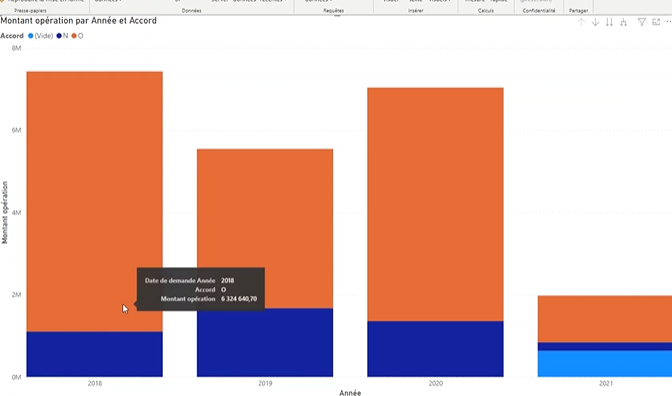 Presse-papiers Données Requêtes Insérer Calculs Confidentialité Partager
Montant opération par Année et Accord
Accord (Vide) N O
8M
6M
4M
2M
0M
Montant opération
Date de demande Année 2018
Accord O
Montant opération 6 324 640,70
2018 2019 2020 2021
Année